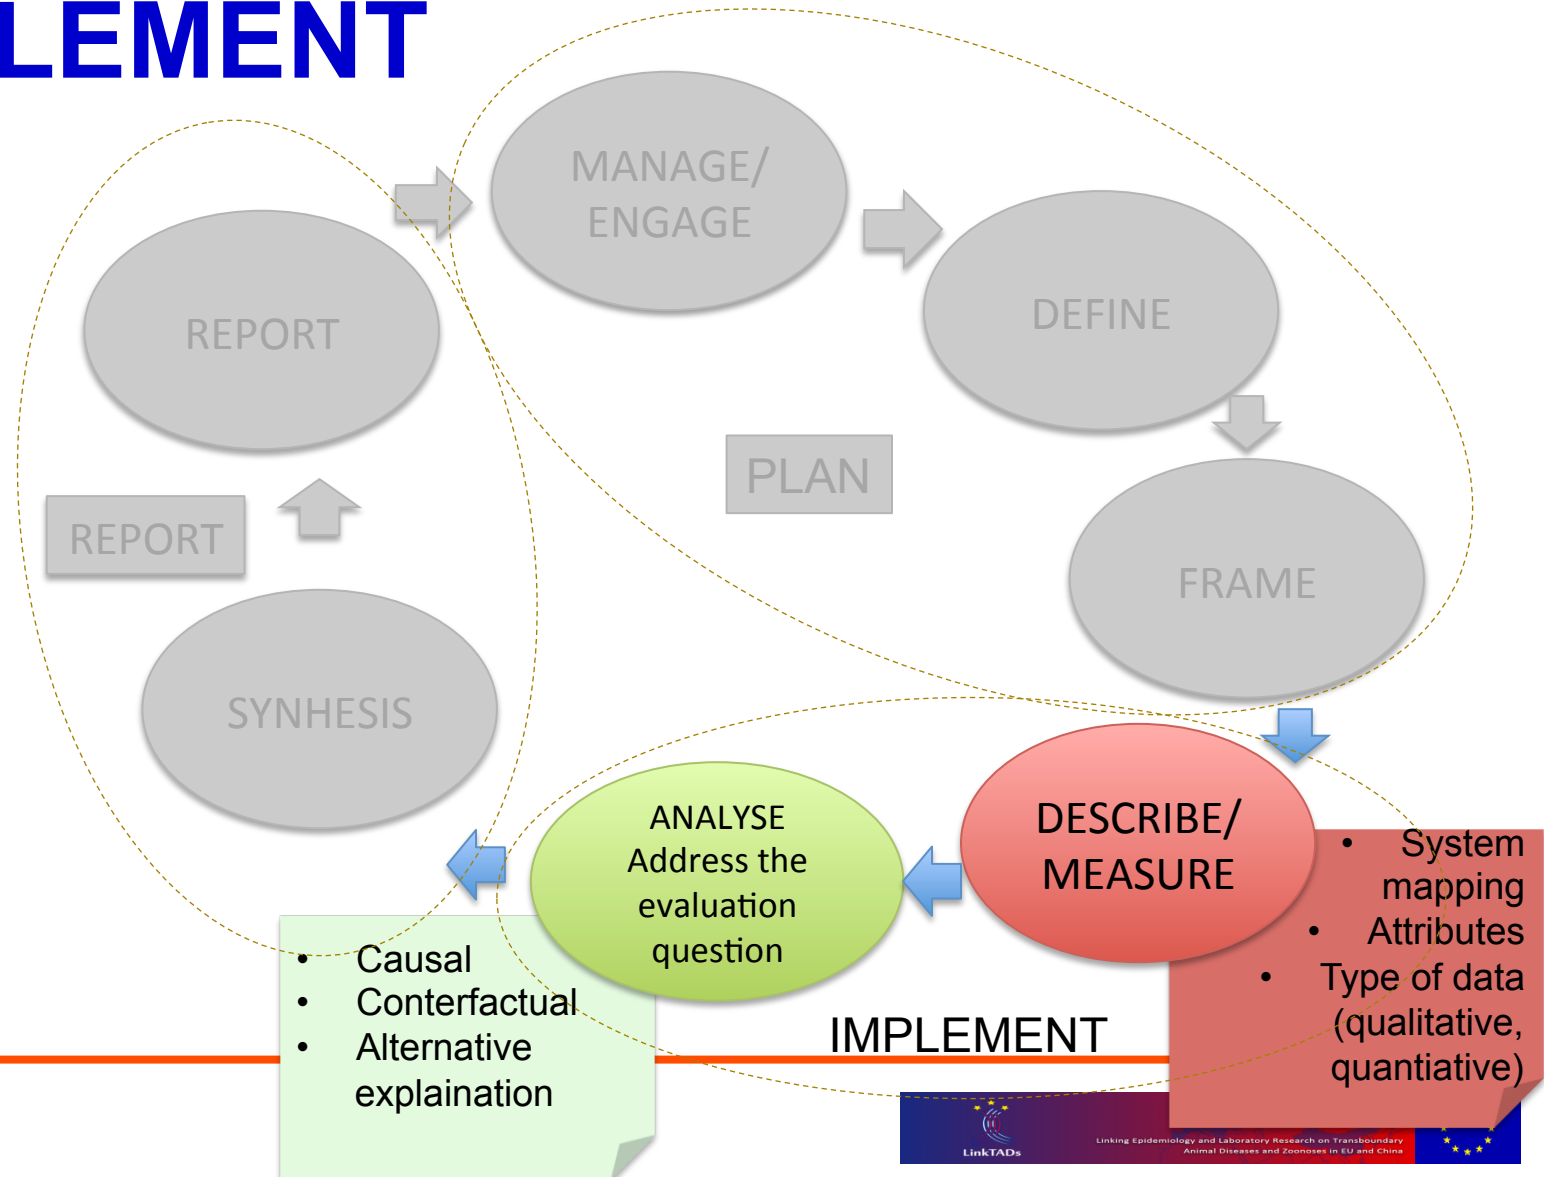 LEMENT
MANAGE/
ENGAGE
DEFINE
REPORT
PLAN
REPORT
FRAME
SYNHESIS
DESCRIBE/
MEASURE
ANALYSE
Address the
evaluation
question
• System
mapping
• Attributes
• Type of data
(qualitative,
quantiative)
• Causal
• Conterfactual
• Alternative
explaination
IMPLEMENT
LinkTADs
Linking Epidemiology and Laboratory Research on Transboundary
Animal Diseases and Zoonoses in EU and China